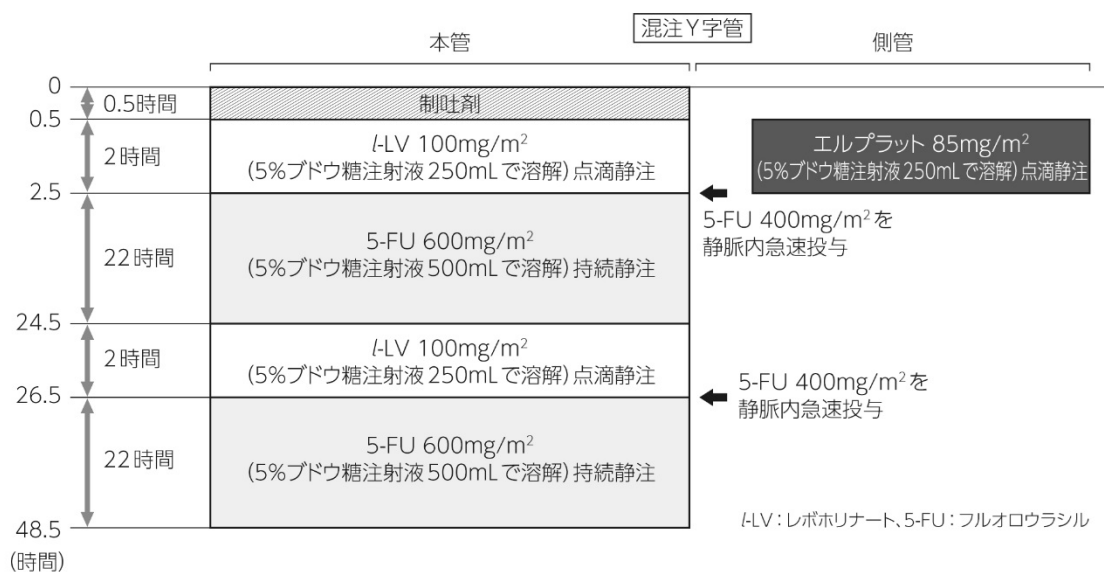 混注Y字管
本管
側管
0
0.5時間
制吐剤
0.5
2時間
l-LV 100mg/m²
(5%ブドウ糖注射液250mLで溶解)点滴静注
エルプラット 85mg/m²
(5%ブドウ糖注射液250mLで溶解)点滴静注
2.5
5-FU 400mg/m²を
静脈内急速投与
22時間
5-FU 600mg/m²
(5%ブドウ糖注射液500mLで溶解)持続静注
24.5
2時間
l-LV 100mg/m²
(5%ブドウ糖注射液250mLで溶解)点滴静注
26.5
5-FU 400mg/m²を
静脈内急速投与
22時間
5-FU 600mg/m²
(5%ブドウ糖注射液500mLで溶解)持続静注
48.5
(時間)
l-LV:レボホリナート、5-FU:フルオロウラシル